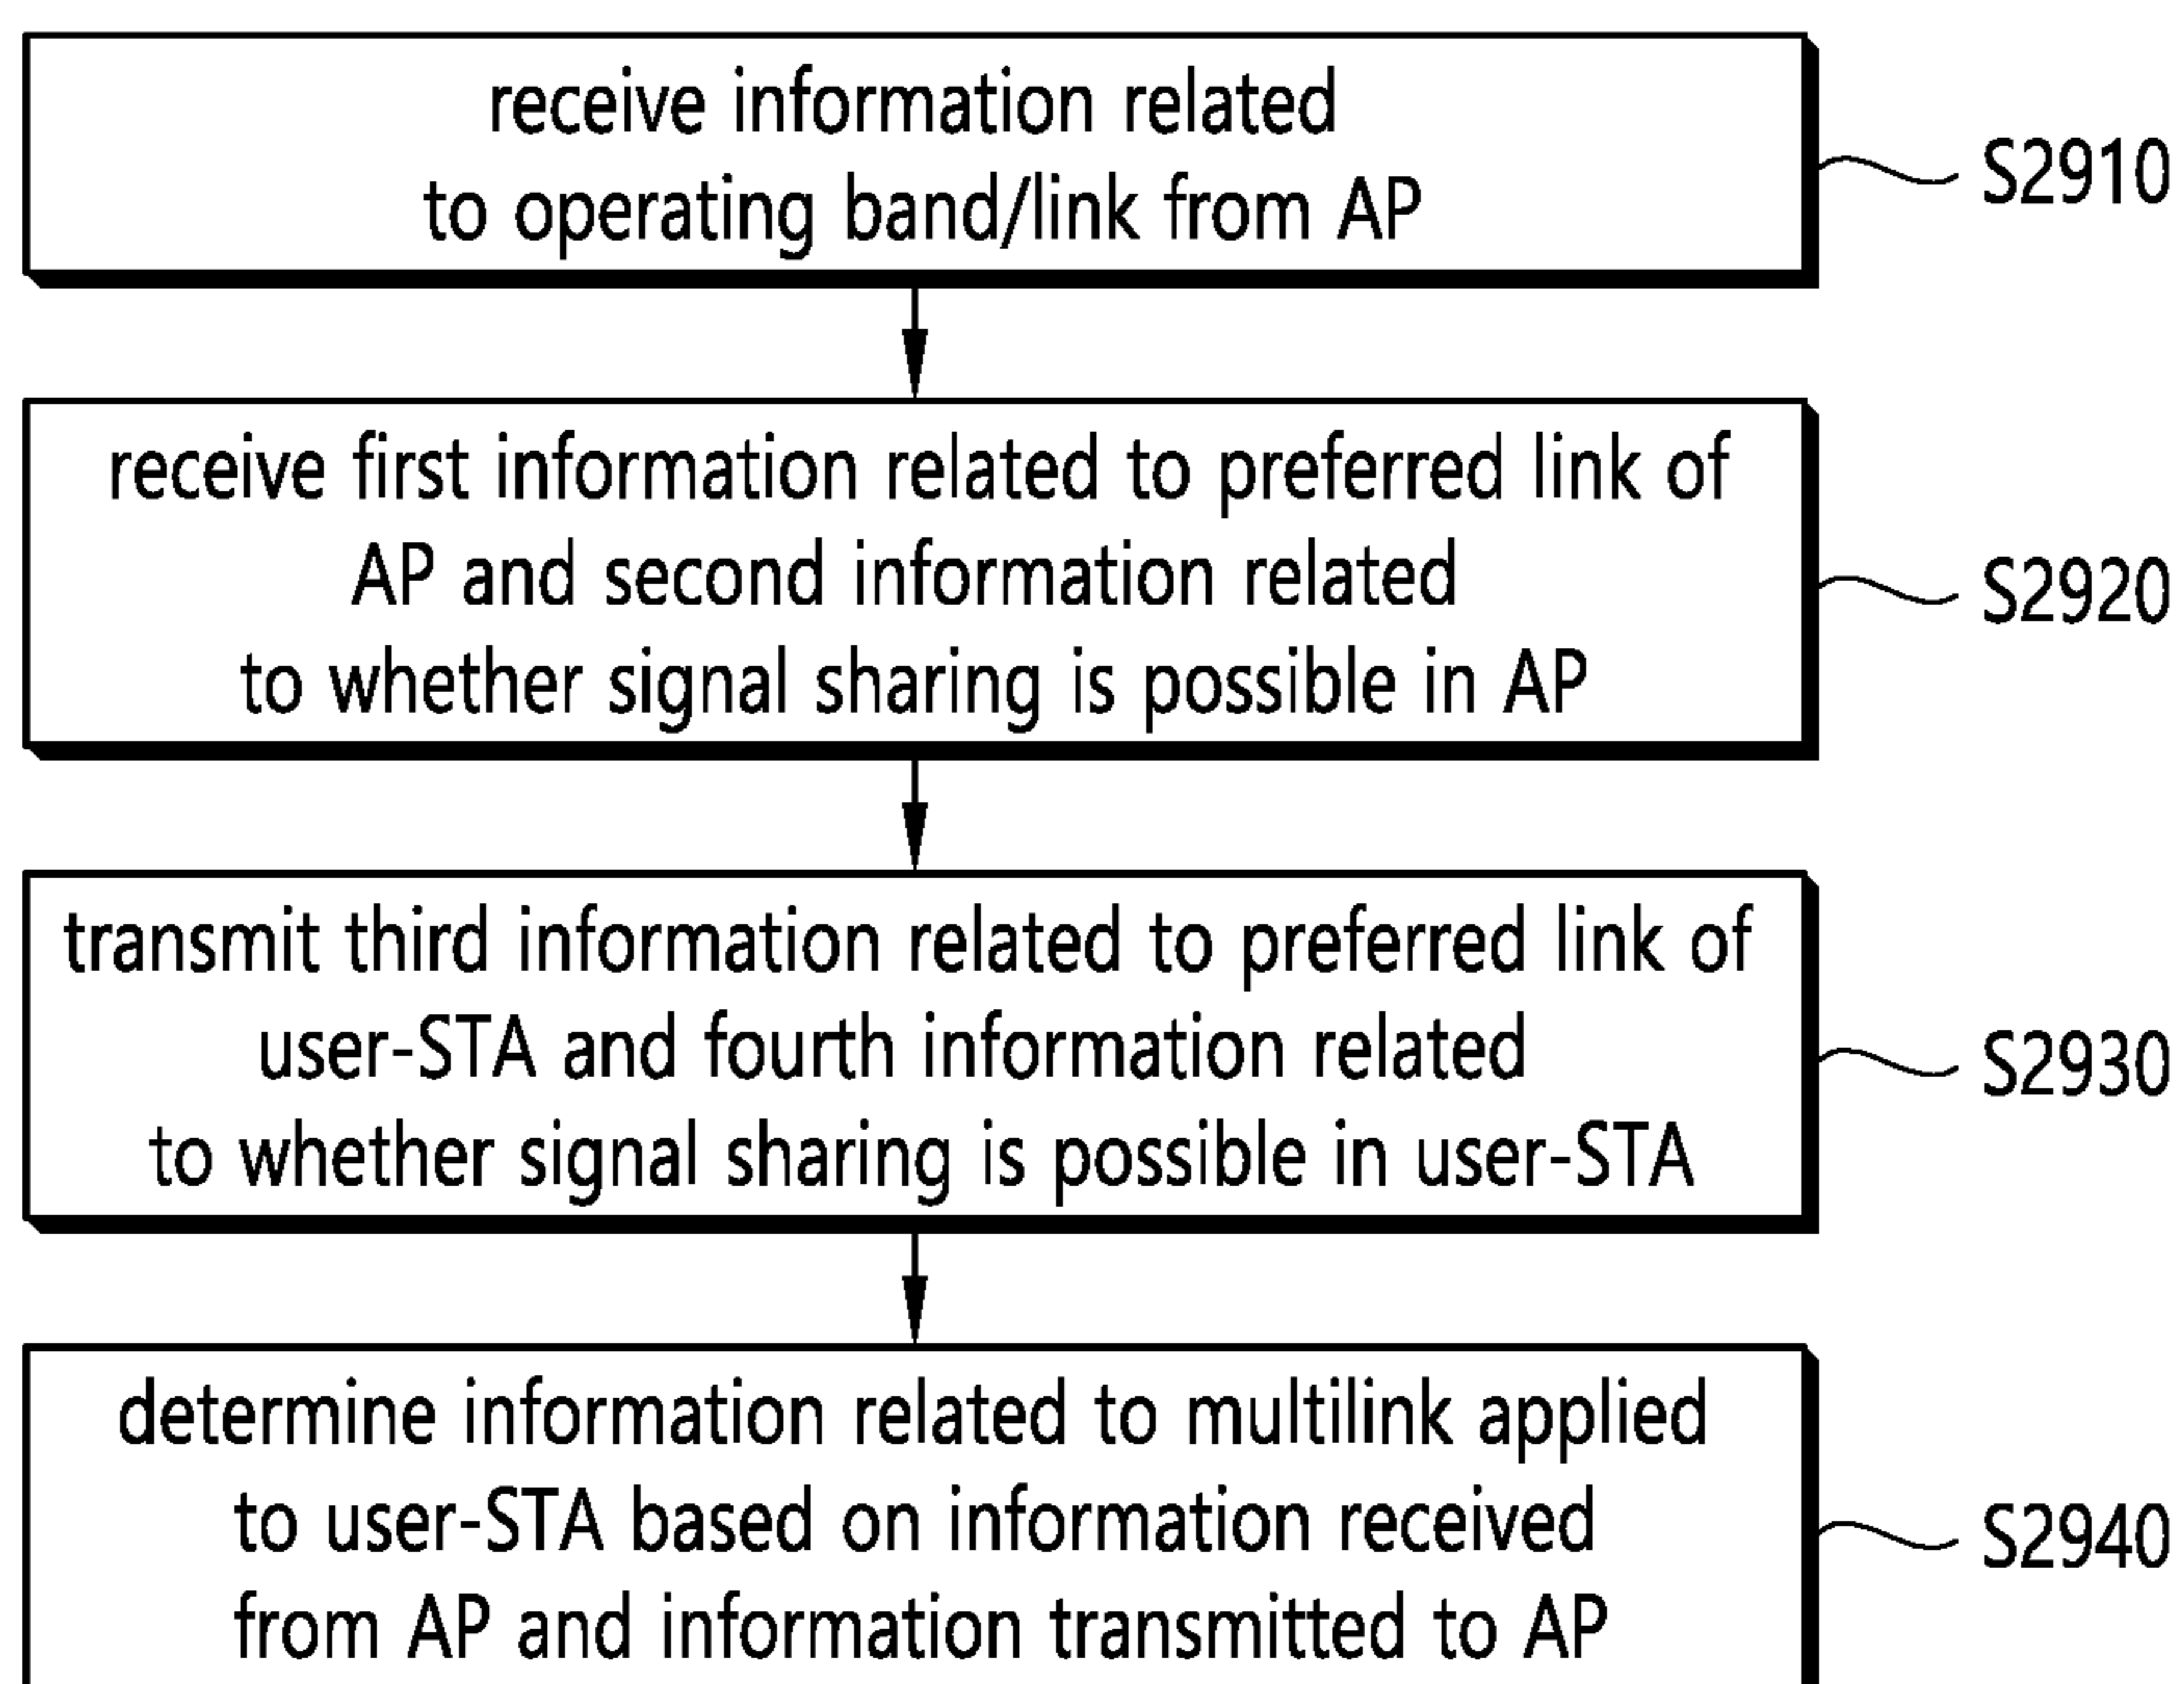 receive information related
to operating band/link from AP
S2910
receive first information related to preferred link of
AP and second information related
to whether signal sharing is possible in AP
S2920
transmit third information related to preferred link of
user-STA and fourth information related
to whether signal sharing is possible in user-STA
S2930
determine information related to multilink applied
to user-STA based on information received
from AP and information transmitted to AP
S2940